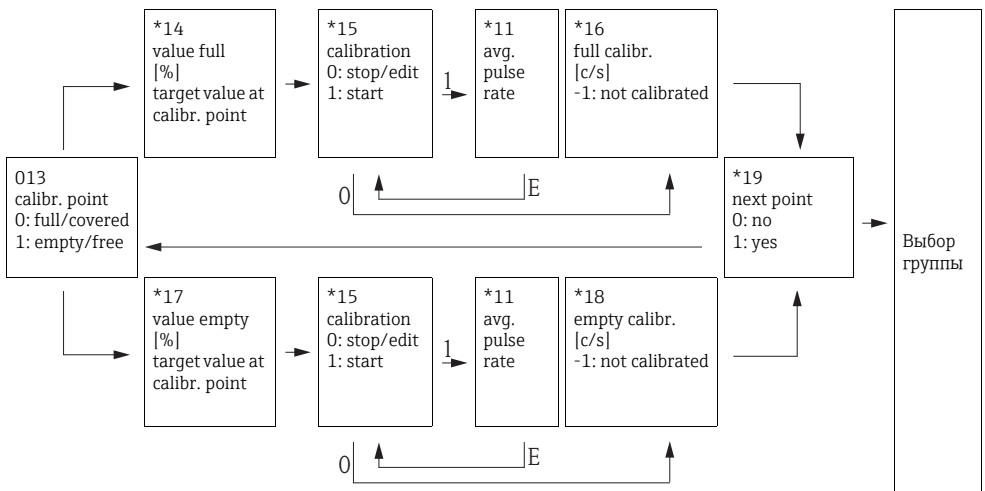 *14
value full
[%]
target value at
calibr. point
*15
calibration
0: stop/edit
1: start
1
*11
avg.
pulse
rate
*16
full calibr.
[c/s]
-1: not calibrated
0
E
013
calibr. point
0: full/covered
1: empty/free
*19
next point
0: no
1: yes
Выбор
группы
*17
value empty
[%]
target value at
calibr. point
*15
calibration
0: stop/edit
1: start
1
*11
avg.
pulse
rate
*18
empty calibr.
[c/s]
-1: not calibrated
0
E